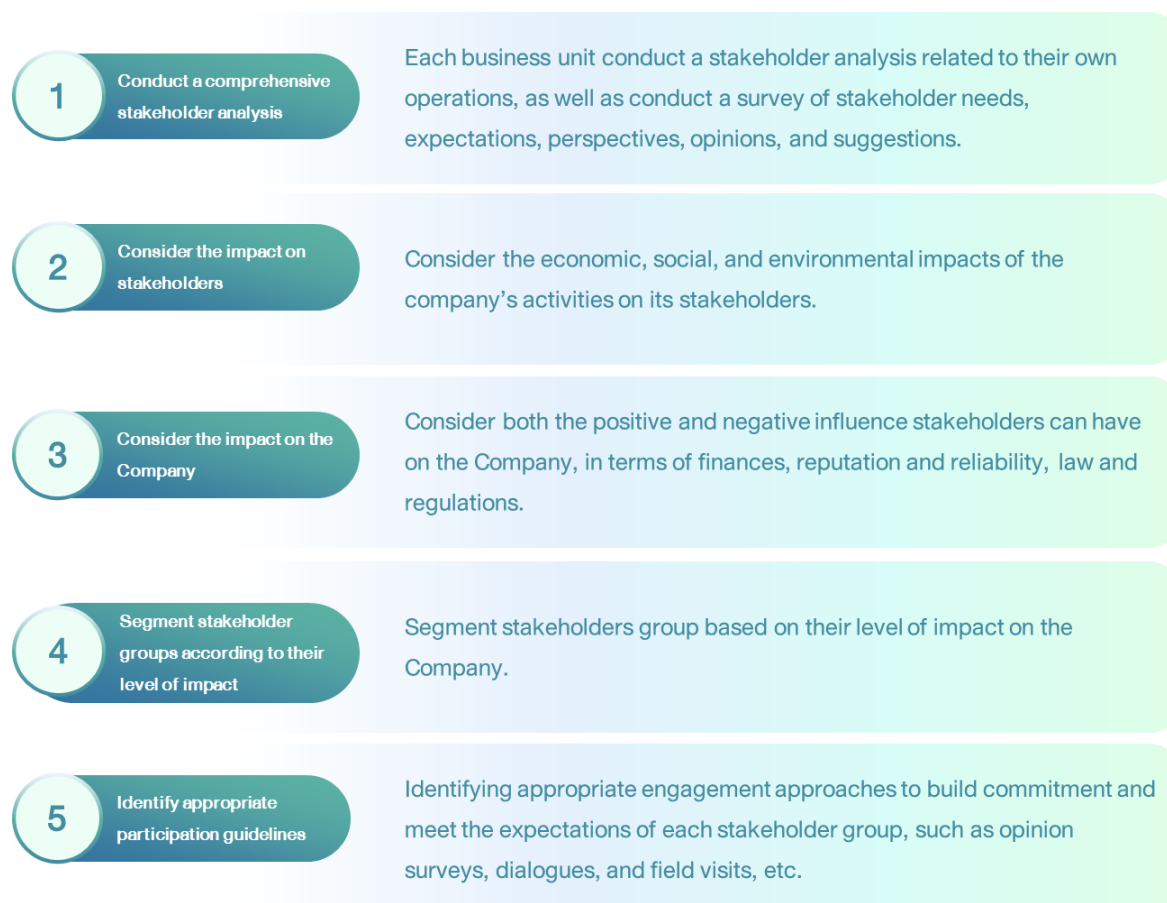 1
Conduct a comprehensive
stakeholder analysis
Each business unit conduct a stakeholder analysis related to their own
operations, as well as conduct a survey of stakeholder needs,
expectations, perspectives, opinions, and suggestions.
2
Consider the impact on
stakeholders
Consider the economic, social, and environmental impacts of the
company’s activities on its stakeholders.
3
Consider the impact on the
Company
Consider both the positive and negative influence stakeholders can have
on the Company, in terms of finances, reputation and reliability, law and
regulations.
4
Segment stakeholder
groups according to their
level of impact
Segment stakeholders group based on their level of impact on the
Company.
5
Identify appropriate
participation guidelines
Identifying appropriate engagement approaches to build commitment and
meet the expectations of each stakeholder group, such as opinion
surveys, dialogues, and field visits, etc.